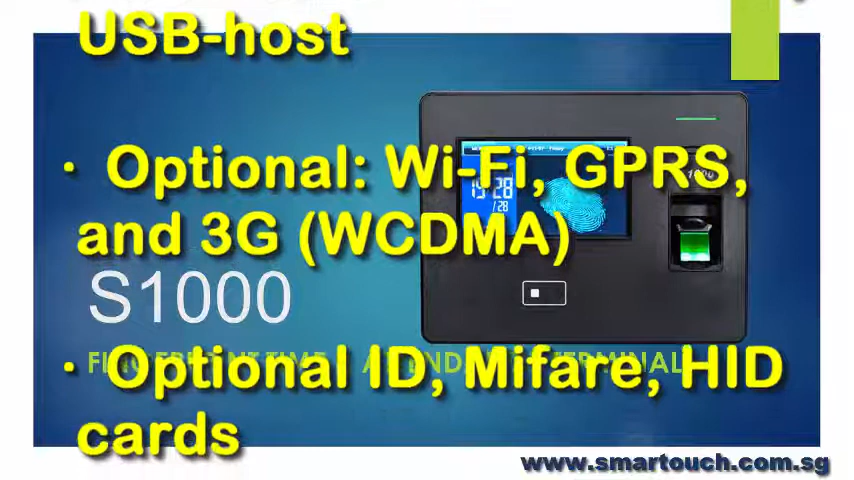 USB-host
· Optional: Wi-Fi, GPRS,
and 3G (WCDMA)
S1000
· Optional ID, Mifare, HID
cards
www.smartouch.com.sg